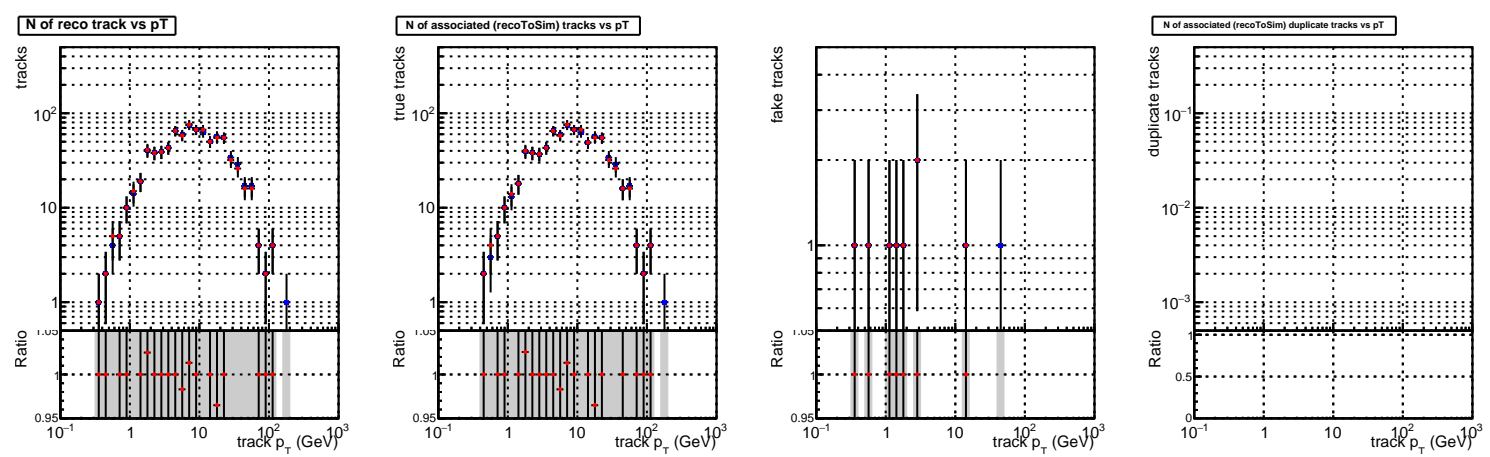 N of reco track vs pT
tracks
10²
10
1
1.05
Ratio
1
0.95
10⁻¹ 1 10 10² 10³
track p_T (GeV)
N of associated (recoToSim) tracks vs pT
true tracks
10²
10
1
1.05
Ratio
1
0.95
10⁻¹ 1 10 10² 10³
track p_T (GeV)
fake tracks
1
1.05
Ratio
1
0.95
10⁻¹ 1 10 10² 10³
track p_T (GeV)
N of associated (recoToSim) duplicate tracks vs pT
duplicate tracks
10⁻¹
10⁻²
10⁻³
Ratio
1
0.5
0
10⁻¹ 1 10 10² 10³
track p_T (GeV)